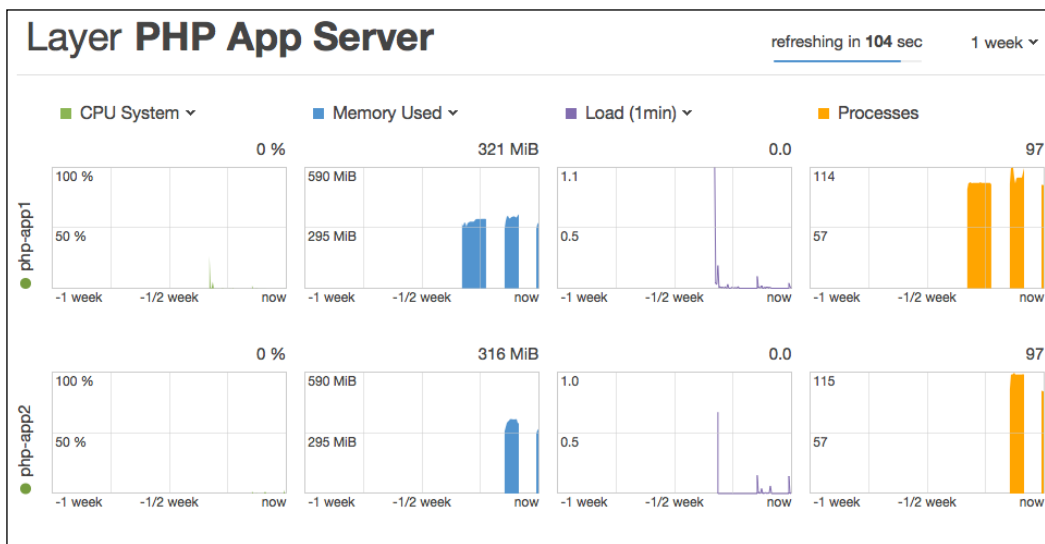 Layer PHP App Server
refreshing in 104 sec
1 week
CPU System
Memory Used
Load (1min)
Processes
php-app1
0 %
321 MiB
0.0
97
100 %
590 MiB
1.1
114
50 %
295 MiB
0.5
57
-1 week -1/2 week now
-1 week -1/2 week now
-1 week -1/2 week now
-1 week -1/2 week now
php-app2
0 %
316 MiB
0.0
97
100 %
590 MiB
1.0
115
50 %
295 MiB
0.5
57
-1 week -1/2 week now
-1 week -1/2 week now
-1 week -1/2 week now
-1 week -1/2 week now